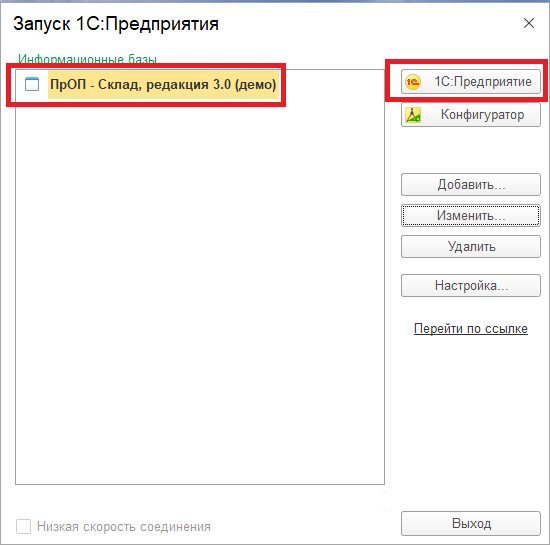 Запуск 1С:Предприятия
Информационные базы
ПрОП - Склад, редакция 3.0 (демо)
1С:Предприятие
Конфигуратор
Добавить...
Изменить...
Удалить
Настройка...
Перейти по ссылке
Низкая скорость соединения
Выход